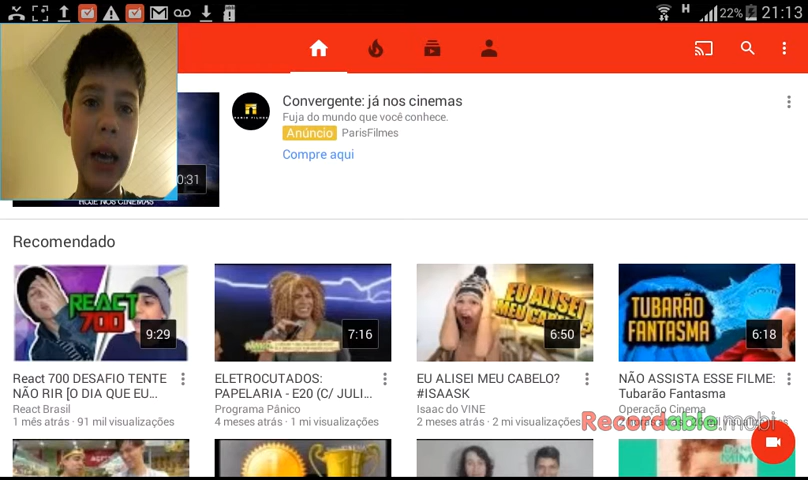 22% 21:13
H
Convergente: já nos cinemas
Fuja do mundo que você conhece.
Anúncio ParisFilmes
Compre aqui
0:31
HOJE NOS CINEMAS
PARIS FILMES
Recomendado
REACT
700
9:29
7:16
EU ALISEI
MEU CABELO?
6:50
TUBARÃO
FANTASMA
6:18
React 700 DESAFIO TENTE
NÃO RIR [O DIA QUE EU...
React Brasil
1 mês atrás · 91 mil visualizações
ELETROCUTADOS:
PAPELARIA - E20 (C/ JULI...
Programa Pânico
4 meses atrás · 1 mi visualizações
EU ALISEI MEU CABELO?
#ISAASK
Isaac do VINE
2 meses atrás · 2 mi visualizações
NÃO ASSISTA ESSE FILME:
Tubarão Fantasma
Operação Cinema
Recordable.mobi